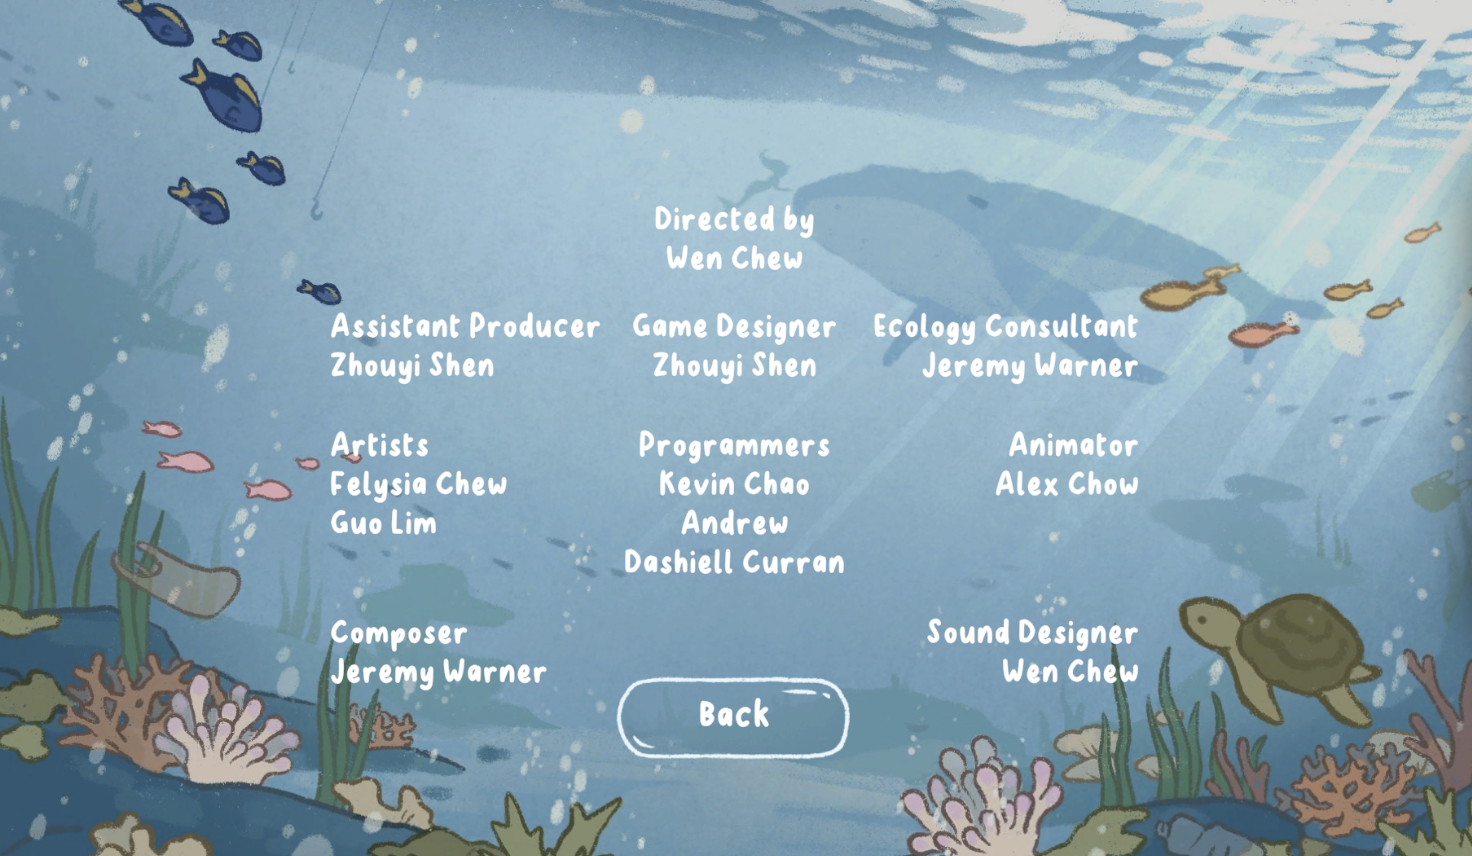 Directed by
Wen Chew
Assistant Producer
Zhouyi Shen
Game Designer
Zhouyi Shen
Ecology Consultant
Jeremy Warner
Artists
Felysia Chew
Guo Lim
Programmers
Kevin Chao
Andrew
Dashiell Curran
Animator
Alex Chow
Composer
Jeremy Warner
Sound Designer
Wen Chew
Back